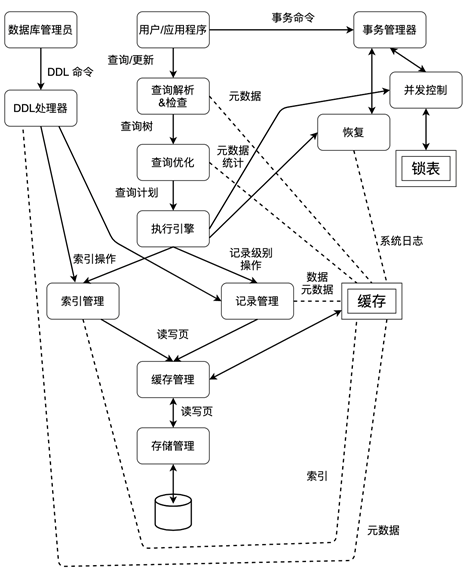 数据库管理员
用户/应用程序
事务命令
事务管理器
DDL 命令
查询/更新
DDL处理器
查询解析
&检查
元数据
并发控制
查询树
恢复
查询优化
元数据
统计
锁表
查询计划
执行引擎
系统日志
索引操作
记录级别
操作
数据
元数据
索引管理
记录管理
缓存
读写页
缓存管理
读写页
存储管理
索引
元数据